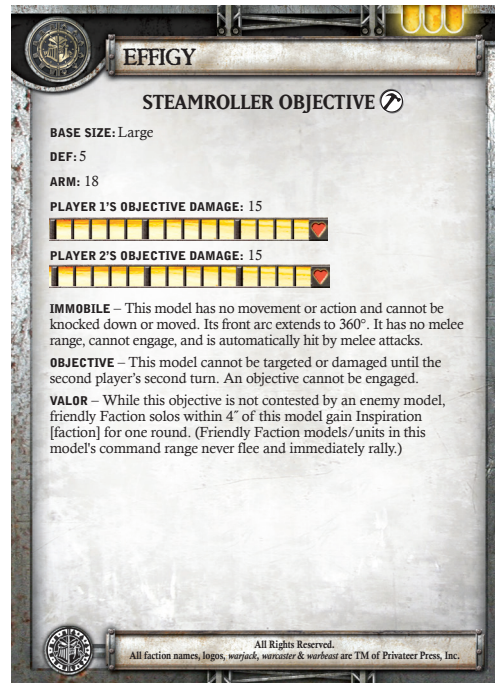 EFFIGY
STEAMROLLER OBJECTIVE
BASE SIZE: Large
DEF: 5
ARM: 18
PLAYER 1'S OBJECTIVE DAMAGE: 15
PLAYER 2'S OBJECTIVE DAMAGE: 15
IMMOBILE – This model has no movement or action and cannot be
knocked down or moved. Its front arc extends to 360°. It has no melee
range, cannot engage, and is automatically hit by melee attacks.
OBJECTIVE – This model cannot be targeted or damaged until the
second player's second turn. An objective cannot be engaged.
VALOR – While this objective is not contested by an enemy model,
friendly Faction solos within 4˝ of this model gain Inspiration
[faction] for one round. (Friendly Faction models/units in this
model's command range never flee and immediately rally.)
All Rights Reserved.
All faction names, logos, warjack, warcaster & warbeast are TM of Privateer Press, Inc.